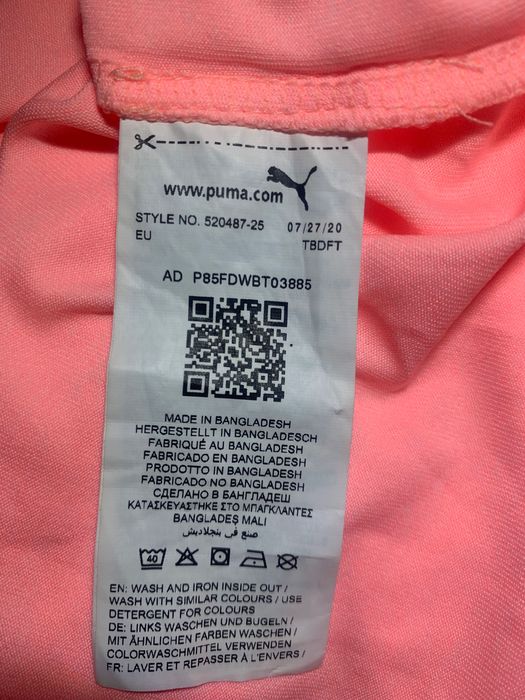 www.puma.com
STYLE NO. 520487-25 07/27/20
EU TBDFT
AD P85FDWBT03885
MADE IN BANGLADESH
HERGESTELLT IN BANGLADESCH
FABRIQUÉ AU BANGLADESH
FABRICADO EN BANGLADESH
PRODOTTO IN BANGLADESH
FABRICADO NO BANGLADESH
СДЕЛАНО В БАНГЛАДЕШ
ΚΑΤΑΣΚΕΥΑΣΤΗΚΕ ΣΤΟ ΜΠΑΓΚΛΑΝΤΕΣ
BANGLADES MALI
صنع في بنجلاديش
40
EN: WASH AND IRON INSIDE OUT /
WASH WITH SIMILAR COLOURS / USE
DETERGENT FOR COLOURS
DE: LINKS WASCHEN UND BUGELN /
MIT ÄHNLICHEN FARBEN WASCHEN /
COLORWASCHMITTEL VERWENDEN
FR: LAVER ET REPASSER À L'ENVERS /